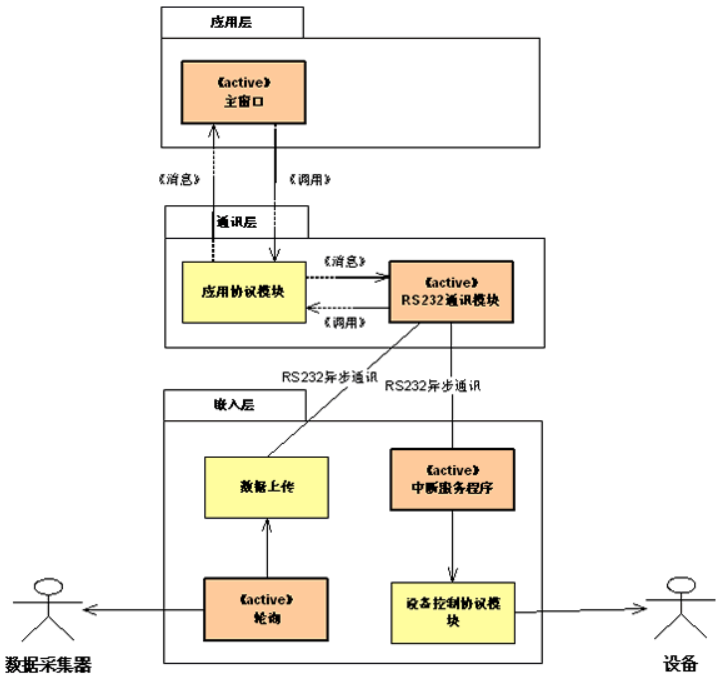 应用层
《active》
主窗口
《消息》
《调用》
通讯层
应用协议模块
《消息》
《active》
RS232通讯模块
《调用》
RS232异步通讯
RS232异步通讯
嵌入层
数据上传
《active》
中断服务程序
《active》
轮询
设备控制协议模
块
数据采集器
设备